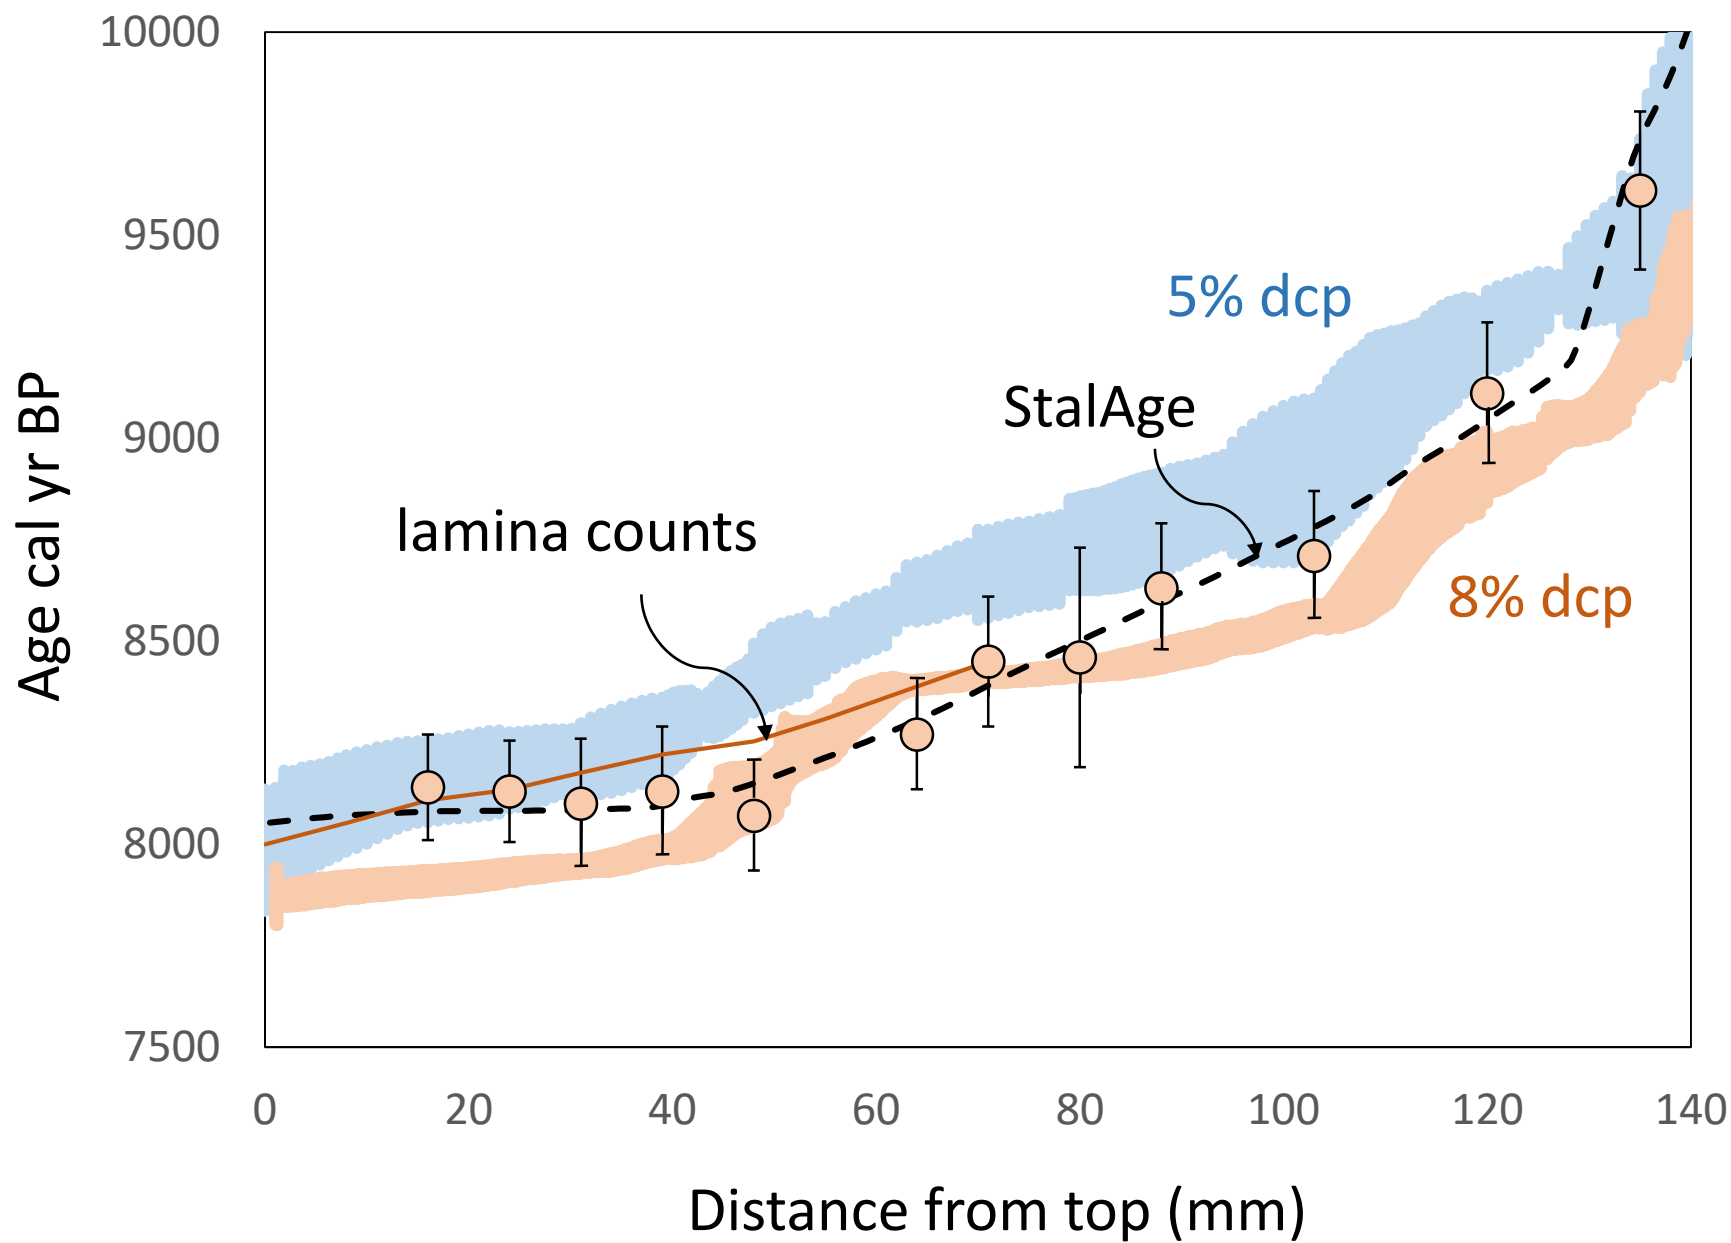 10000
9500
9000
8500
8000
7500
Age cal yr BP
5% dcp
StalAge
lamina counts
8% dcp
0 20 40 60 80 100 120 140
Distance from top (mm)